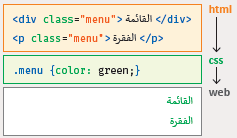 <div class="menu">القائمة</div>
<p class="menu">الفقرة</p>
.menu {color: green;}
القائمة
الفقرة
html
css
web